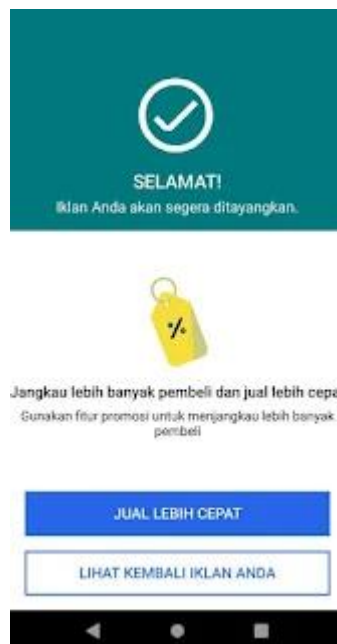 SELAMAT!
Iklan Anda akan segera ditayangkan.
%
Jangkau lebih banyak pembeli dan jual lebih cepa
Gunakan fitur promosi untuk menjangkau lebih banyak
pembeli
JUAL LEBIH CEPAT
LIHAT KEMBALI IKLAN ANDA